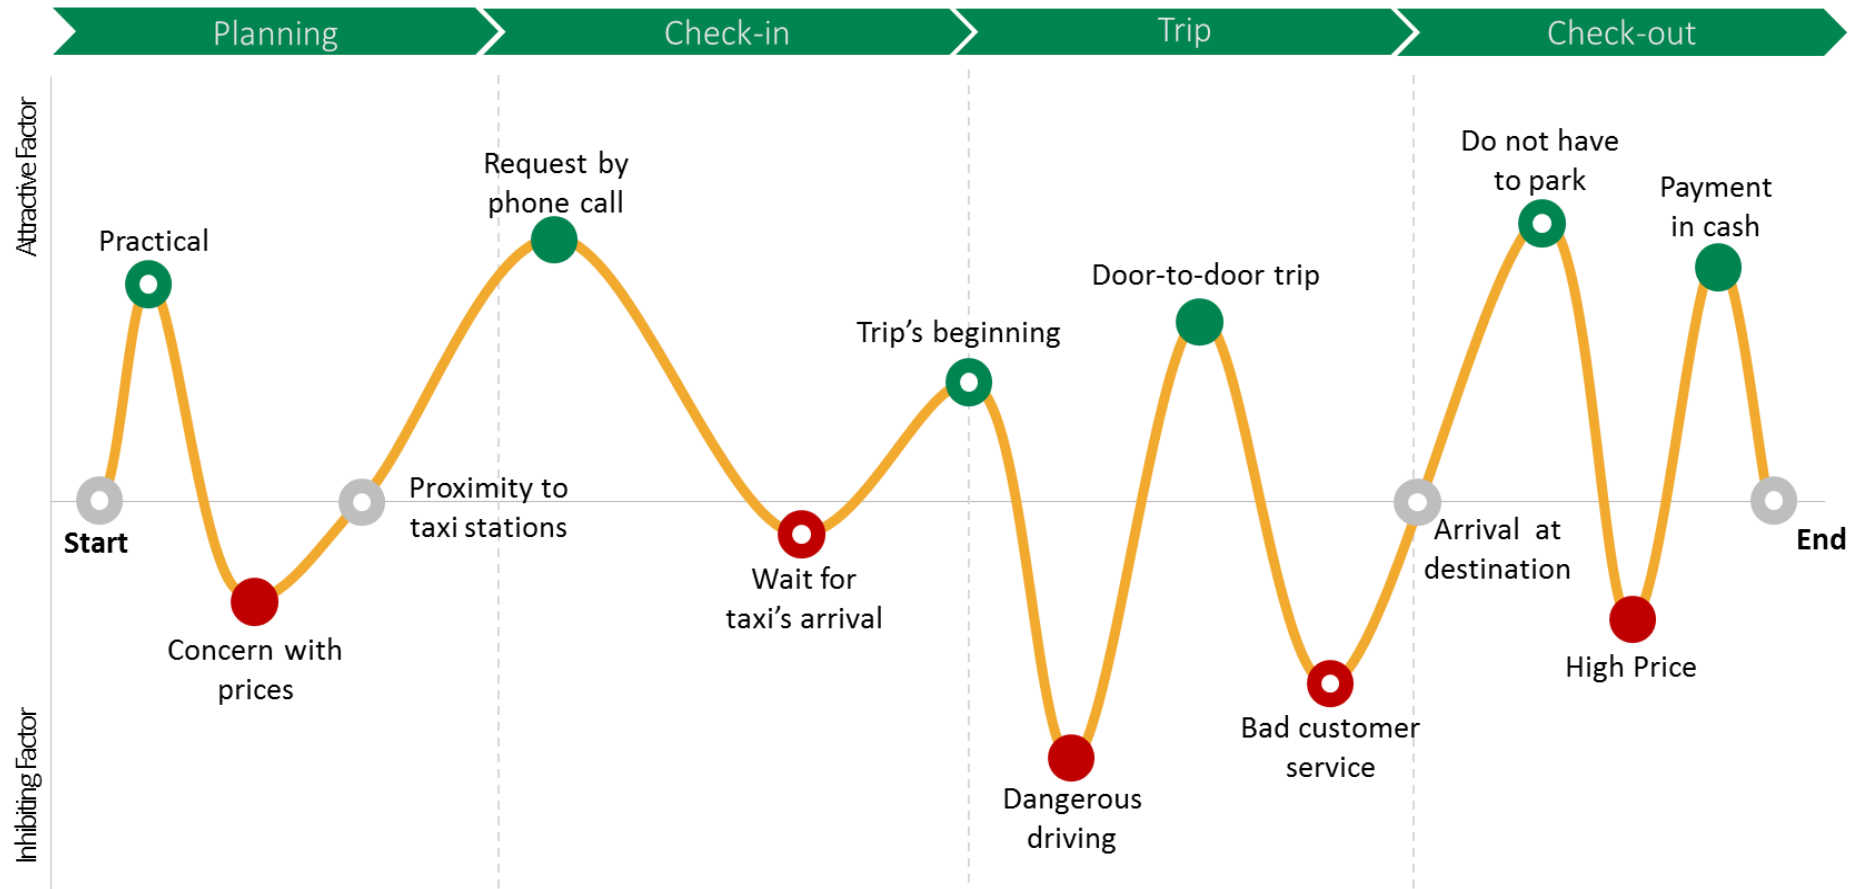 Planning
Check-in
Trip
Check-out
Attractive Factor
Inhibiting Factor
Start
Practical
Concern with
prices
Proximity to
taxi stations
Request by
phone call
Wait for
taxi’s arrival
Trip’s beginning
Dangerous
driving
Door-to-door trip
Bad customer
service
Arrival at
destination
Do not have
to park
High Price
Payment
in cash
End